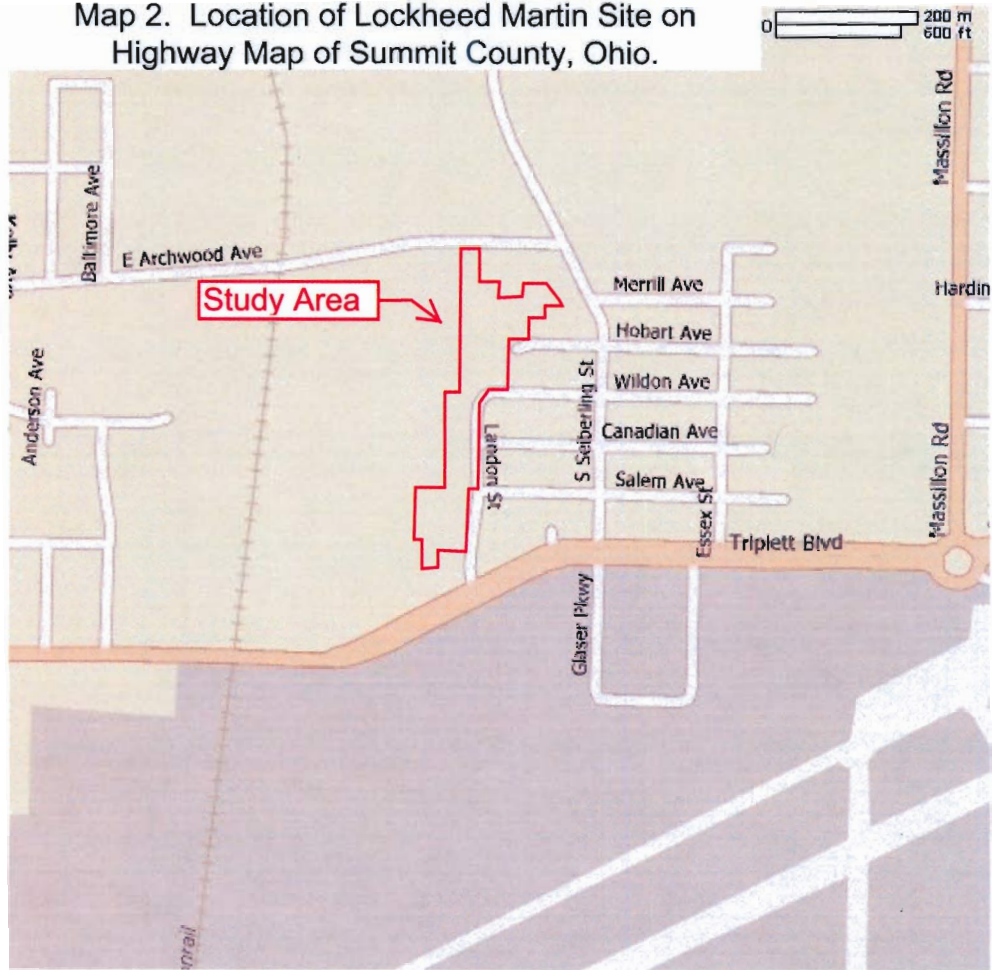 Map 2. Location of Lockheed Martin Site on
Highway Map of Summit County, Ohio.
0
200 m
600 ft
Massillon Rd
Baltimore Ave
E Archwood Ave
Study Area
Merrill Ave
Hardin
Hobart Ave
Anderson Ave
Wildon Ave
S Seiberling St
Canadian Ave
Landon St
Salem Ave
Massillon Rd
Essex St
Triplett Blvd
Glaser Pkwy
nrail